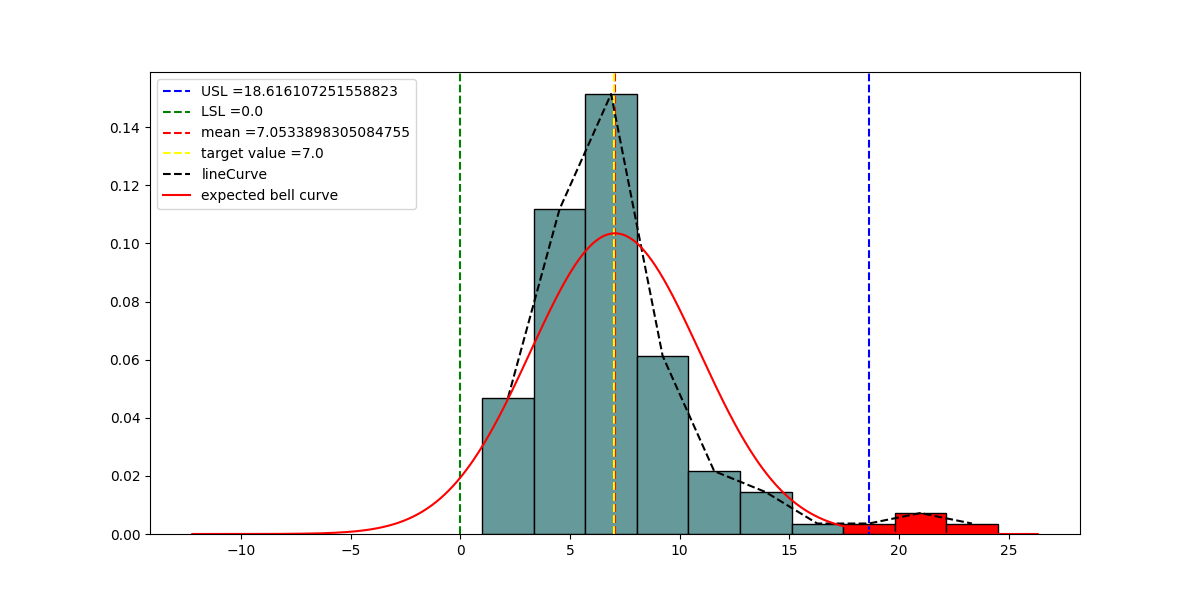 USL =18.616107251558823
LSL =0.0
mean =7.0533898305084755
target value =7.0
lineCurve
expected bell curve
0.14
0.12
0.10
0.08
0.06
0.04
0.02
0.00
−10 −5 0 5 10 15 20 25